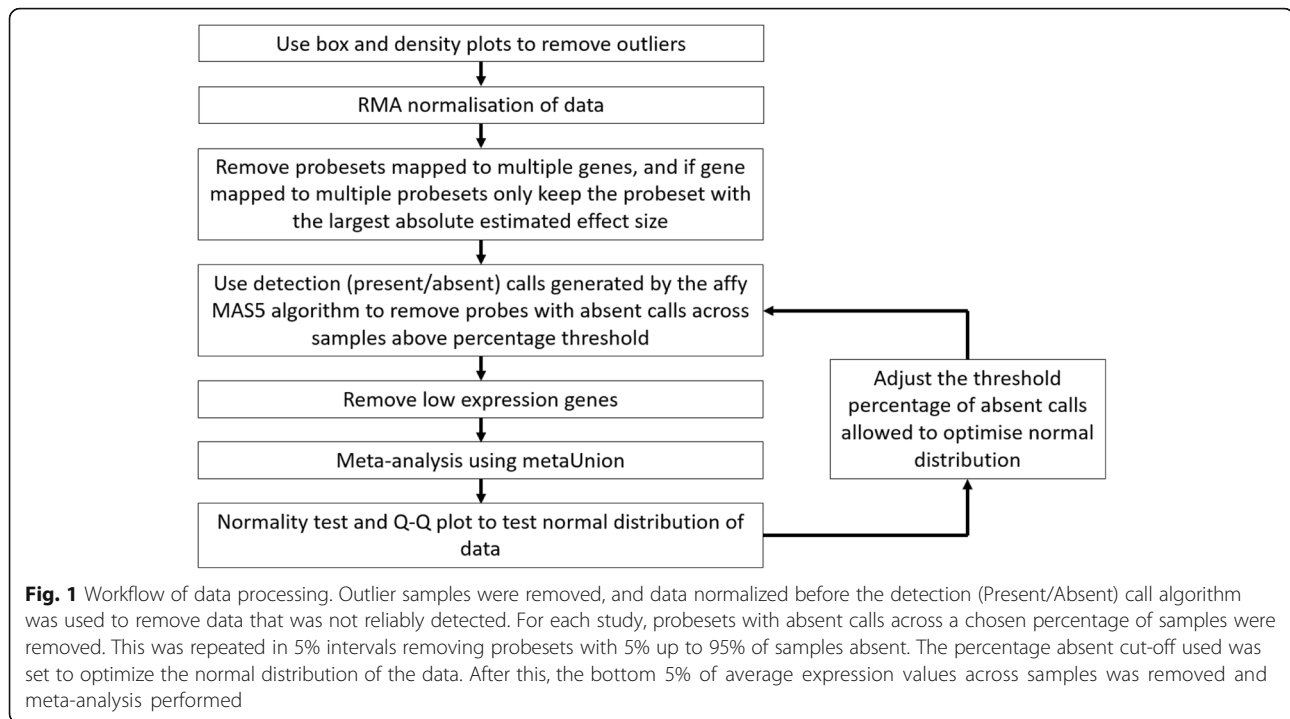 Use box and density plots to remove outliers
RMA normalisation of data
Remove probesets mapped to multiple genes, and if gene
mapped to multiple probesets only keep the probeset with
the largest absolute estimated effect size
Use detection (present/absent) calls generated by the affy
MAS5 algorithm to remove probes with absent calls across
samples above percentage threshold
Remove low expression genes
Meta-analysis using metaUnion
Normality test and Q-Q plot to test normal distribution of
data
Adjust the threshold
percentage of absent calls
allowed to optimise normal
distribution
Fig. 1 Workflow of data processing. Outlier samples were removed, and data normalized before the detection (Present/Absent) call algorithm
was used to remove data that was not reliably detected. For each study, probesets with absent calls across a chosen percentage of samples were
removed. This was repeated in 5% intervals removing probesets with 5% up to 95% of samples absent. The percentage absent cut-off used was
set to optimize the normal distribution of the data. After this, the bottom 5% of average expression values across samples was removed and
meta-analysis performed